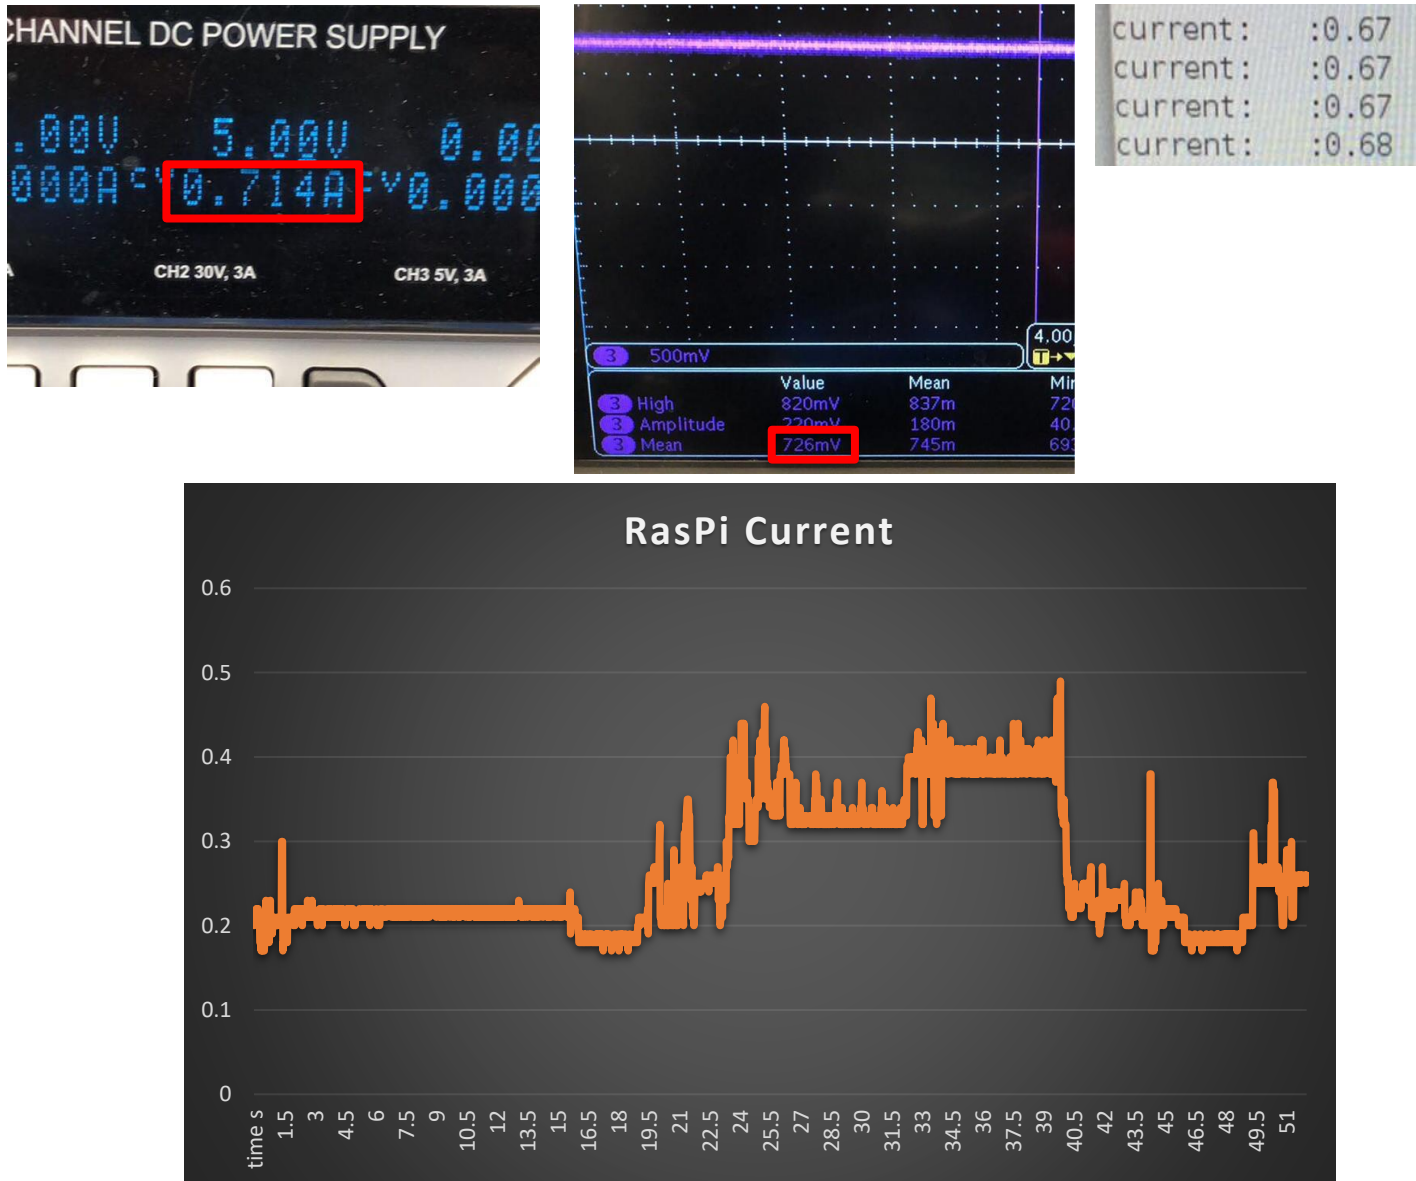 CHANNEL DC POWER SUPPLY
.00V 5.00V 0.00
000A 0.714A 0.000
CH2 30V, 3A
CH3 5V, 3A
current: :0.67
current: :0.67
current: :0.67
current: :0.68
4.00
3 500mV
T
Value Mean
3 High 820mV 837m
3 Amplitude 220mV 180m 40.
3 Mean 726mV 745m
RasPi Current
0.6
0.5
0.4
0.3
0.2
0.1
0
time s 1.5 3 4.5 6 7.5 9 10.5 12 13.5 15 16.5 18 19.5 21 22.5 24 25.5 27 28.5 30 31.5 33 34.5 36 37.5 39 40.5 42 43.5 45 46.5 48 49.5 51